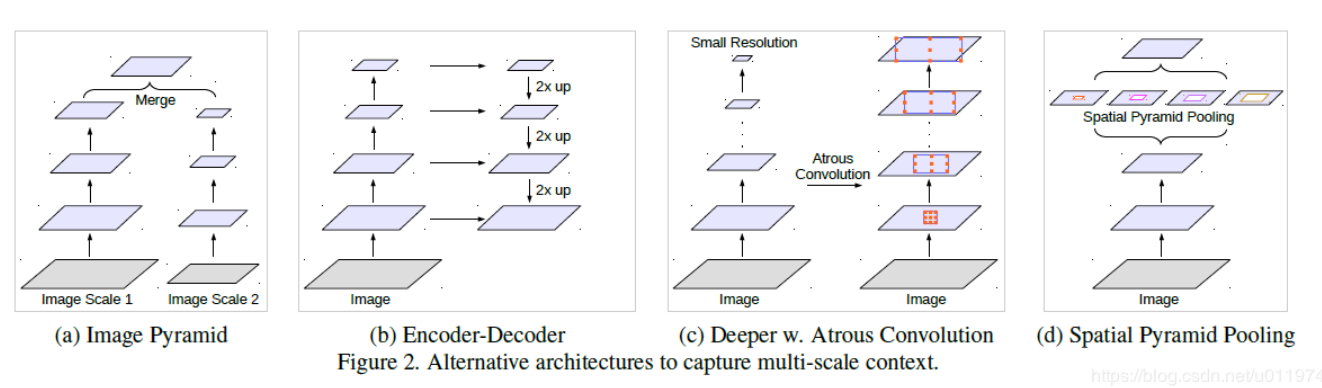 Merge
Image Scale 1
Image Scale 2
(a) Image Pyramid
2x up
2x up
2x up
Image
(b) Encoder-Decoder
Small Resolution
Atrous
Convolution
Image
Image
(c) Deeper w. Atrous Convolution
Spatial Pyramid Pooling
Image
(d) Spatial Pyramid Pooling
Figure 2. Alternative architectures to capture multi-scale context.
https://blog.csdn.net/u011974